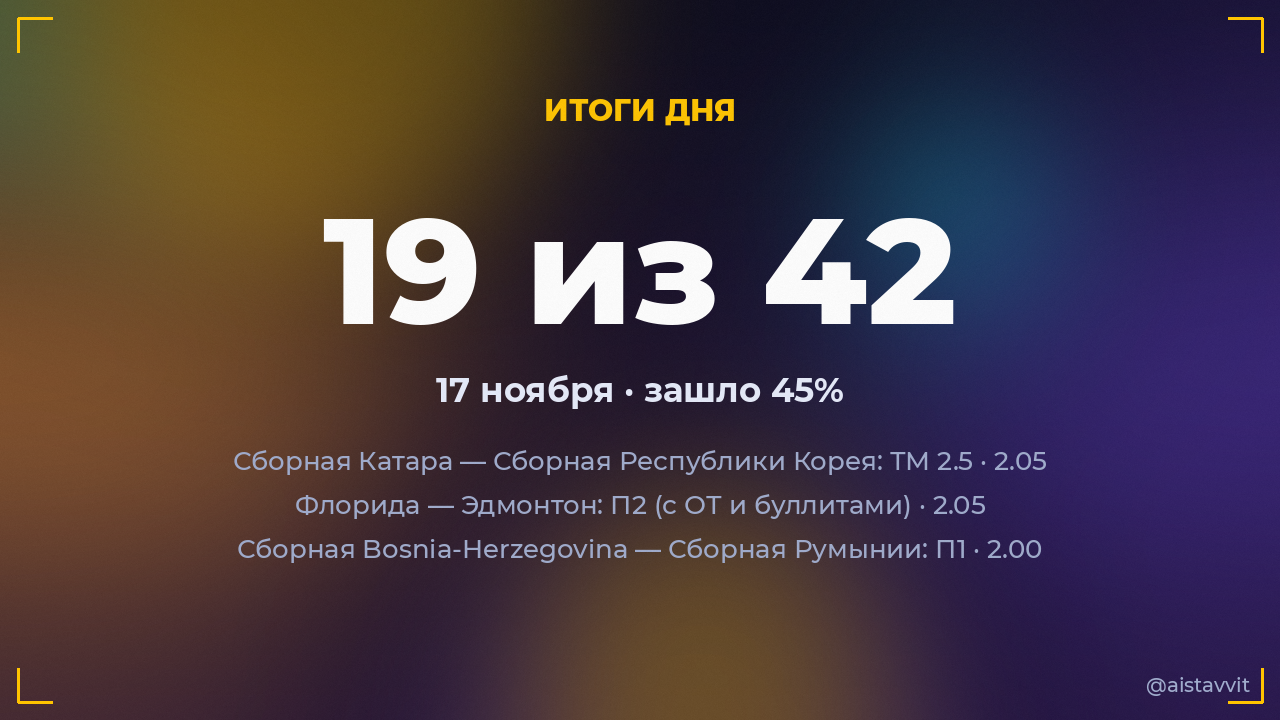 ИТОГИ ДНЯ
19 из 42
17 ноября · зашло 45%
Сборная Катара — Сборная Республики Корея: ТМ 2.5 · 2.05
Флорида — Эдмонтон: П2 (с ОТ и буллитами) · 2.05
Сборная Bosnia-Herzegovina — Сборная Румынии: П1 · 2.00
@aistavvit